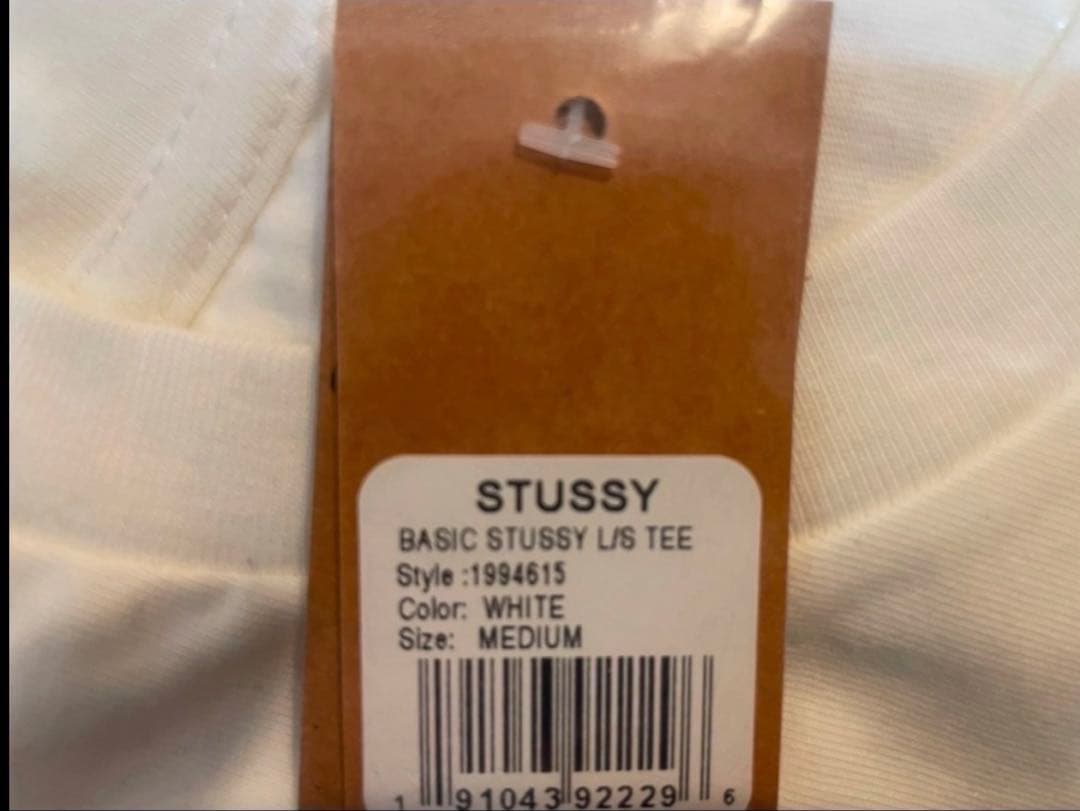 STUSSY
BASIC STUSSY L/S TEE
Style :1994615
Color: WHITE
Size: MEDIUM
1 91043 92229 6